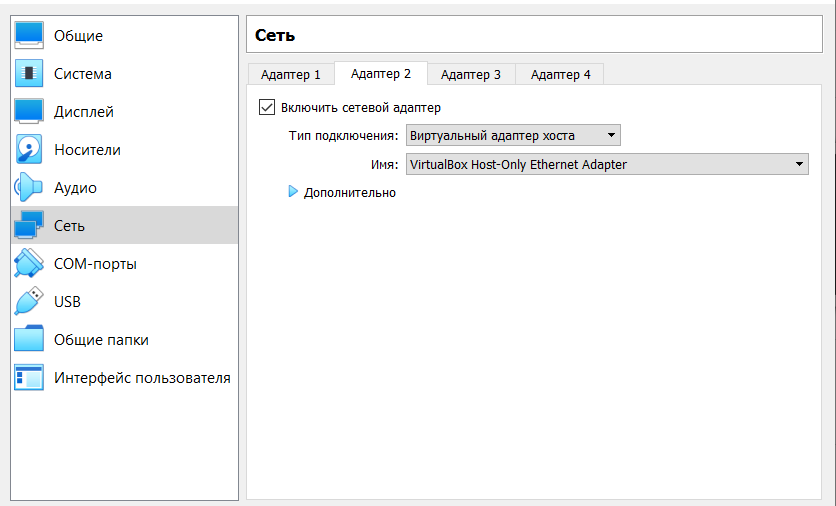 Общие
Система
Дисплей
Носители
Аудио
Сеть
COM-порты
USB
Общие папки
Интерфейс пользователя
Сеть
Адаптер 1 Адаптер 2 Адаптер 3 Адаптер 4
Включить сетевой адаптер
Тип подключения: Виртуальный адаптер хоста
Имя: VirtualBox Host-Only Ethernet Adapter
Дополнительно